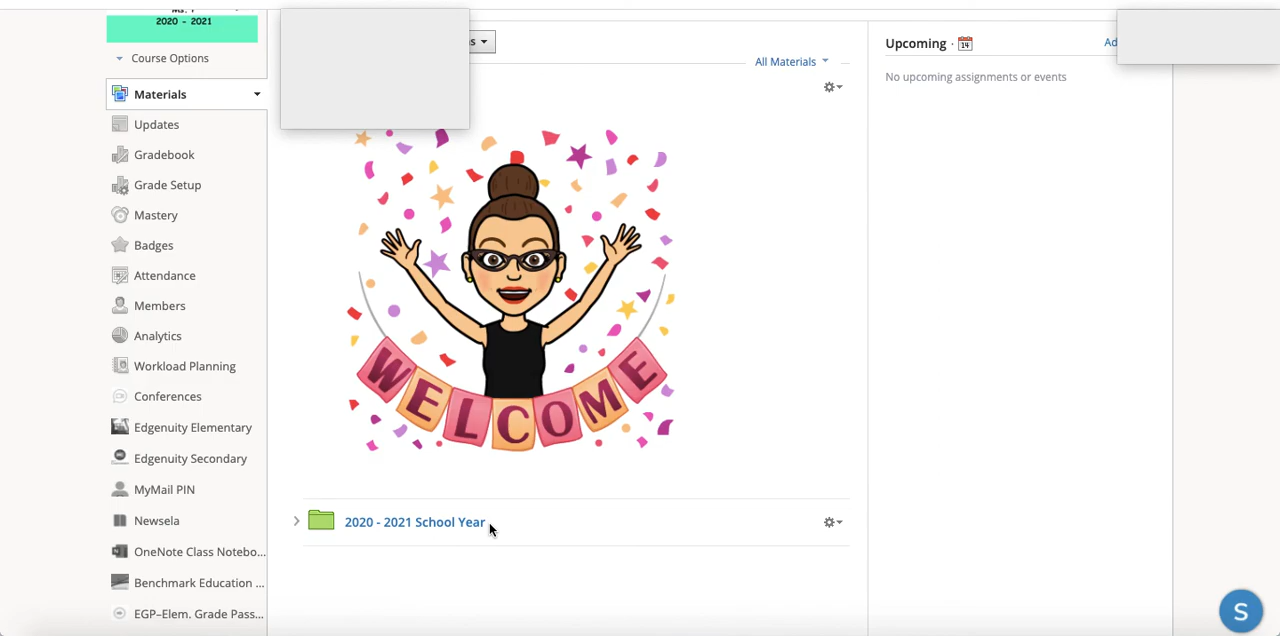 2020 - 2021
Course Options
Materials
Updates
Gradebook
Grade Setup
Mastery
Badges
Attendance
Members
Analytics
Workload Planning
Conferences
Edgenuity Elementary
Edgenuity Secondary
MyMail PIN
Newsela
OneNote Class Notebo...
Benchmark Education ...
EGP–Elem. Grade Pass...
All Materials
WELCOME
2020 - 2021 School Year
Upcoming · 14
Ad
No upcoming assignments or events
S